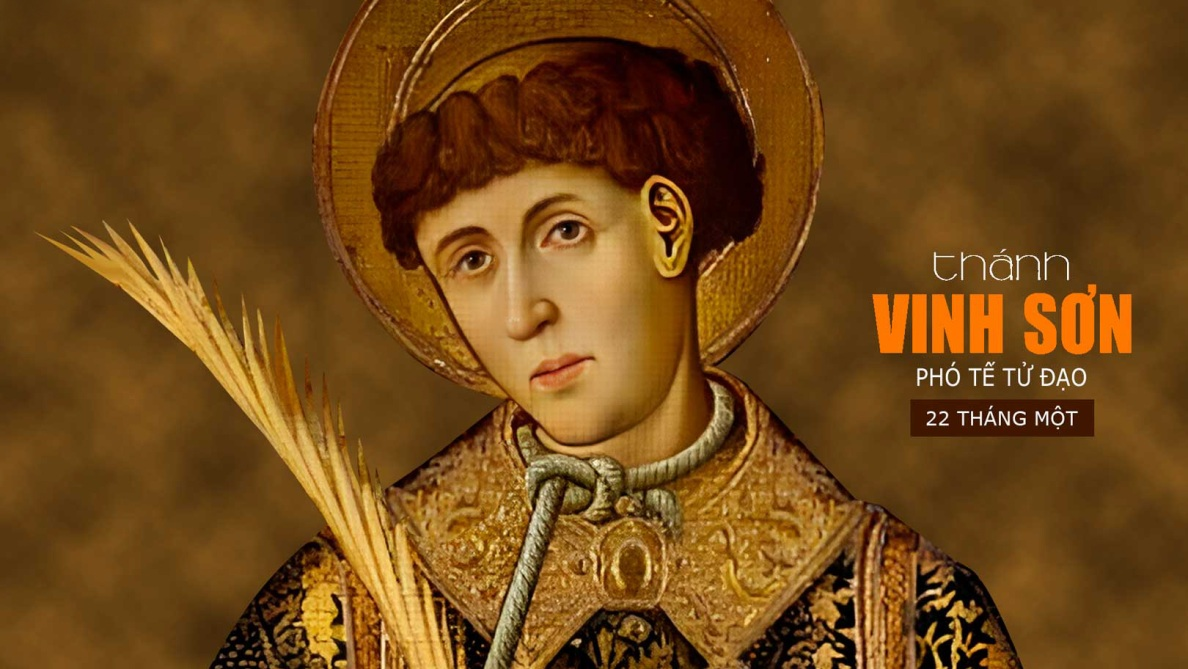 thánh
VINH SƠN
PHÓ TẾ TỬ ĐẠO
22 THÁNG MỘT